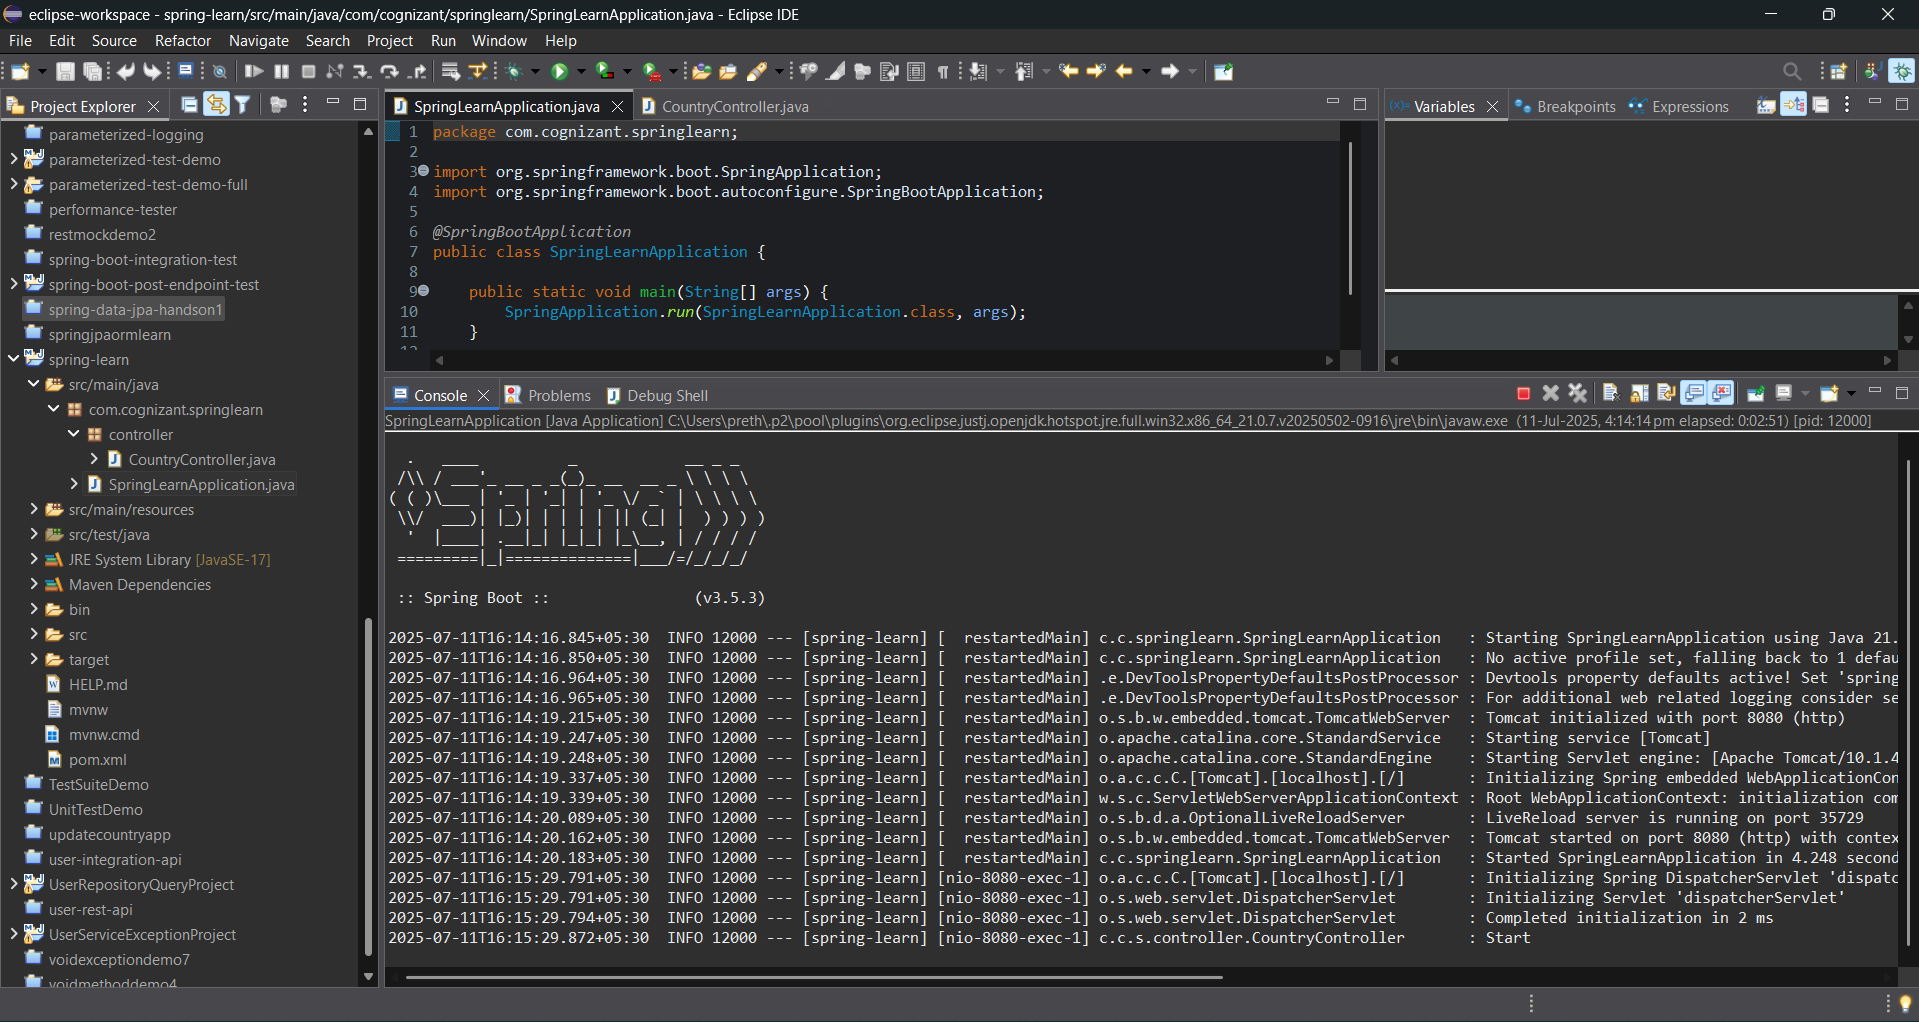 eclipse-workspace - spring-learn/src/main/java/com/cognizant/springlearn/SpringLearnApplication.java - Eclipse IDE
File Edit Source Refactor Navigate Search Project Run Window Help
Project Explorer
parameterized-logging
parameterized-test-demo
parameterized-test-demo-full
performance-tester
restmockdemo2
spring-boot-integration-test
spring-boot-post-endpoint-test
spring-data-jpa-handson1
springjpaormlearn
spring-learn
src/main/java
com.cognizant.springlearn
controller
CountryController.java
SpringLearnApplication.java
src/main/resources
src/test/java
JRE System Library [JavaSE-17]
Maven Dependencies
bin
src
target
HELP.md
mvnw
mvnw.cmd
pom.xml
TestSuiteDemo
UnitTestDemo
updatecountryapp
user-integration-api
UserRepositoryQueryProject
user-rest-api
UserServiceExceptionProject
voidexceptiondemo7
voidmethoddemo4
SpringLearnApplication.java CountryController.java
1 package com.cognizant.springlearn;
2
3 import org.springframework.boot.SpringApplication;
4 import org.springframework.boot.autoconfigure.SpringBootApplication;
5
6 @SpringBootApplication
7 public class SpringLearnApplication {
8
9 public static void main(String[] args) {
10 SpringApplication.run(SpringLearnApplication.class, args);
11 }
12
(x)= Variables Breakpoints Expressions
Console Problems Debug Shell
SpringLearnApplication [Java Application] C:\Users\preth\.p2\pool\plugins\org.eclipse.justj.openjdk.hotspot.jre.full.win32.x86_64_21.0.7.v20250502-0916\jre\bin\javaw.exe (11-Jul-2025, 4:14:14 pm elapsed: 0:02:51) [pid: 12000]
  .   ____          _            __ _ _
 /\\ / ___'_ __ _ _(_)_ __  __ _ \ \ \ \
( ( )\___ | '_ | '_| | '_ \/ _` | \ \ \ \
 \\/  ___)| |_)| | | | | || (_| |  ) ) ) )
  '  |____| .__|_| |_|_| |_\__, | / / / /
 =========|_|==============|___/=/_/_/_/
:: Spring Boot :: (v3.5.3)
2025-07-11T16:14:16.845+05:30 INFO 12000 --- [spring-learn] [ restartedMain] c.c.springlearn.SpringLearnApplication : Starting SpringLearnApplication using Java 21.
2025-07-11T16:14:16.850+05:30 INFO 12000 --- [spring-learn] [ restartedMain] c.c.springlearn.SpringLearnApplication : No active profile set, falling back to 1 defau
2025-07-11T16:14:16.964+05:30 INFO 12000 --- [spring-learn] [ restartedMain] .e.DevToolsPropertyDefaultsPostProcessor : Devtools property defaults active! Set 'spring
2025-07-11T16:14:16.965+05:30 INFO 12000 --- [spring-learn] [ restartedMain] .e.DevToolsPropertyDefaultsPostProcessor : For additional web related logging consider se
2025-07-11T16:14:19.215+05:30 INFO 12000 --- [spring-learn] [ restartedMain] o.s.b.w.embedded.tomcat.TomcatWebServer : Tomcat initialized with port 8080 (http)
2025-07-11T16:14:19.247+05:30 INFO 12000 --- [spring-learn] [ restartedMain] o.apache.catalina.core.StandardService : Starting service [Tomcat]
2025-07-11T16:14:19.248+05:30 INFO 12000 --- [spring-learn] [ restartedMain] o.apache.catalina.core.StandardEngine : Starting Servlet engine: [Apache Tomcat/10.1.4
2025-07-11T16:14:19.337+05:30 INFO 12000 --- [spring-learn] [ restartedMain] o.a.c.c.C.[Tomcat].[localhost].[/] : Initializing Spring embedded WebApplicationCon
2025-07-11T16:14:19.339+05:30 INFO 12000 --- [spring-learn] [ restartedMain] w.s.c.ServletWebServerApplicationContext : Root WebApplicationContext: initialization com
2025-07-11T16:14:20.089+05:30 INFO 12000 --- [spring-learn] [ restartedMain] o.s.b.d.a.OptionalLiveReloadServer : LiveReload server is running on port 35729
2025-07-11T16:14:20.162+05:30 INFO 12000 --- [spring-learn] [ restartedMain] o.s.b.w.embedded.tomcat.TomcatWebServer : Tomcat started on port 8080 (http) with contex
2025-07-11T16:14:20.183+05:30 INFO 12000 --- [spring-learn] [ restartedMain] c.c.springlearn.SpringLearnApplication : Started SpringLearnApplication in 4.248 second
2025-07-11T16:15:29.791+05:30 INFO 12000 --- [spring-learn] [nio-8080-exec-1] o.a.c.c.C.[Tomcat].[localhost].[/] : Initializing Spring DispatcherServlet 'dispatc
2025-07-11T16:15:29.791+05:30 INFO 12000 --- [spring-learn] [nio-8080-exec-1] o.s.web.servlet.DispatcherServlet : Initializing Servlet 'dispatcherServlet'
2025-07-11T16:15:29.794+05:30 INFO 12000 --- [spring-learn] [nio-8080-exec-1] o.s.web.servlet.DispatcherServlet : Completed initialization in 2 ms
2025-07-11T16:15:29.872+05:30 INFO 12000 --- [spring-learn] [nio-8080-exec-1] c.c.s.controller.CountryController : Start